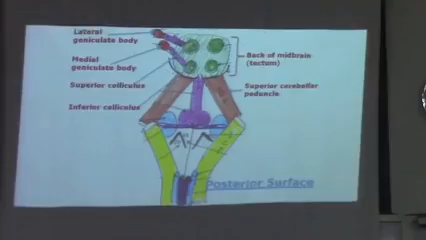 Lateral
geniculate body
Medial
geniculate body
Superior colliculus
Inferior colliculus
Back of midbrain
(tectum)
Superior cerebellar
peduncle
Posterior Surface